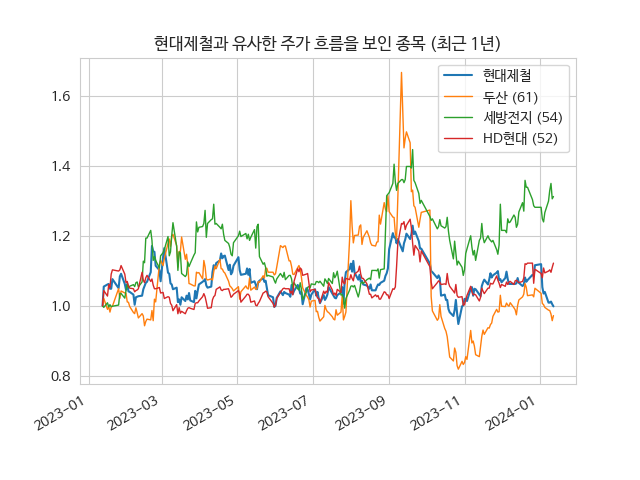 현대제철과 유사한 주가 흐름을 보인 종목 (최근 1년)
현대제철
두산 (61)
세방전지 (54)
HD현대 (52)
1.6
1.4
1.2
1.0
0.8
2023-01
2023-03
2023-05
2023-07
2023-09
2023-11
2024-01